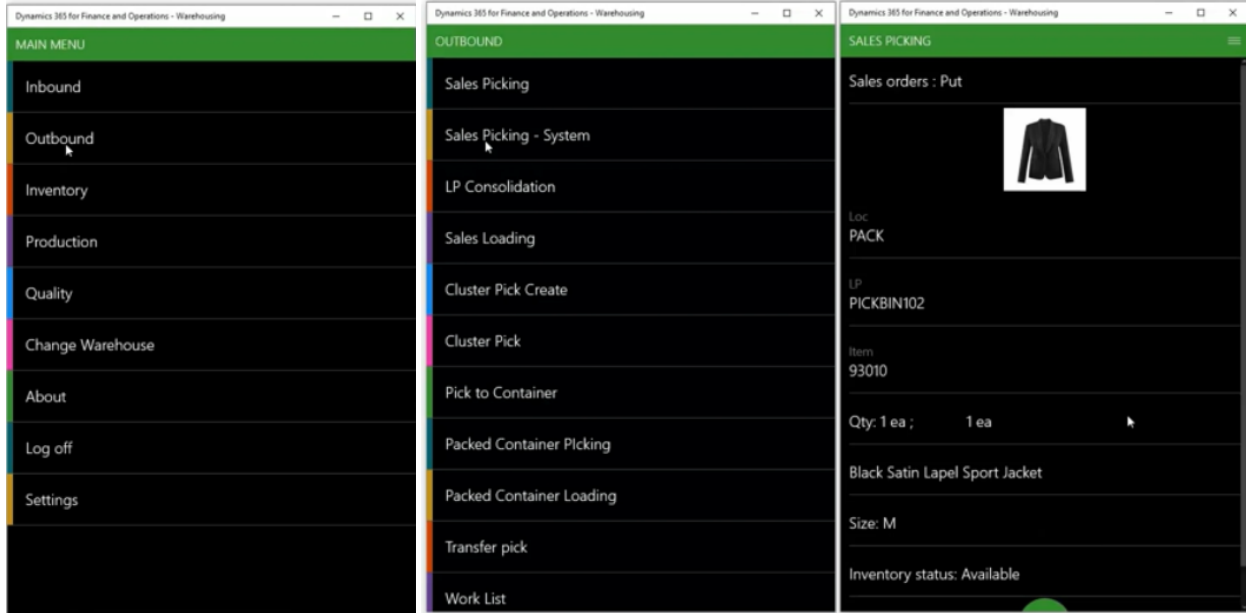 Dynamics 365 for Finance and Operations - Warehousing
MAIN MENU
Inbound
Outbound
Inventory
Production
Quality
Change Warehouse
About
Log off
Settings
Dynamics 365 for Finance and Operations - Warehousing
OUTBOUND
Sales Picking
Sales Picking - System
LP Consolidation
Sales Loading
Cluster Pick Create
Cluster Pick
Pick to Container
Packed Container PIcking
Packed Container Loading
Transfer pick
Work List
Dynamics 365 for Finance and Operations - Warehousing
SALES PICKING
Sales orders : Put
Loc
PACK
LP
PICKBIN102
Item
93010
Qty: 1 ea ; 1 ea
Black Satin Lapel Sport Jacket
Size: M
Inventory status: Available